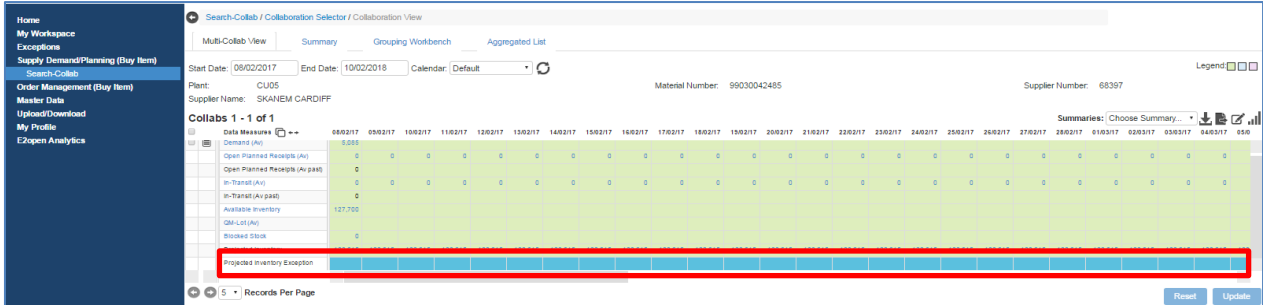 Home
My Workspace
Exceptions
Supply Demand/Planning (Buy Item)
Search-Collab
Order Management (Buy Item)
Master Data
Upload/Download
My Profile
E2open Analytics
Search-Collab / Collaboration Selector / Collaboration View
Multi-Collab View Summary Grouping Workbench Aggregated List
Start Date: 08/02/2017 End Date: 10/02/2018 Calendar: Default
Legend:
Plant: CU05 Material Number: 99030042485 Supplier Number: 68397
Supplier Name: SKANEM CARDIFF
Collabs 1 - 1 of 1 Summaries: Choose Summary...
Data Measures 08/02/17 09/02/17 10/02/17 11/02/17 12/02/17 13/02/17 14/02/17 15/02/17 16/02/17 17/02/17 18/02/17 19/02/17 20/02/17 21/02/17 22/02/17 23/02/17 24/02/17 25/02/17 26/02/17 27/02/17 28/02/17 01/03/17 02/03/17 03/03/17 04/03/17 05/0
Demand (Av) 5,085
Open Planned Receipts (Av) 0 0 0 0 0 0 0 0 0 0 0 0 0 0 0 0 0 0 0 0 0 0 0 0 0
Open Planned Receipts (Av past) 0
In-Transit (Av) 0 0 0 0 0 0 0 0 0 0 0 0 0 0 0 0 0 0 0 0 0 0 0 0 0
In-Transit (Av past) 0
Available Inventory 127,700
QM-Lot (Av)
Blocked Stock 0
Projected Inventory Exception
5 Records Per Page
Reset Update